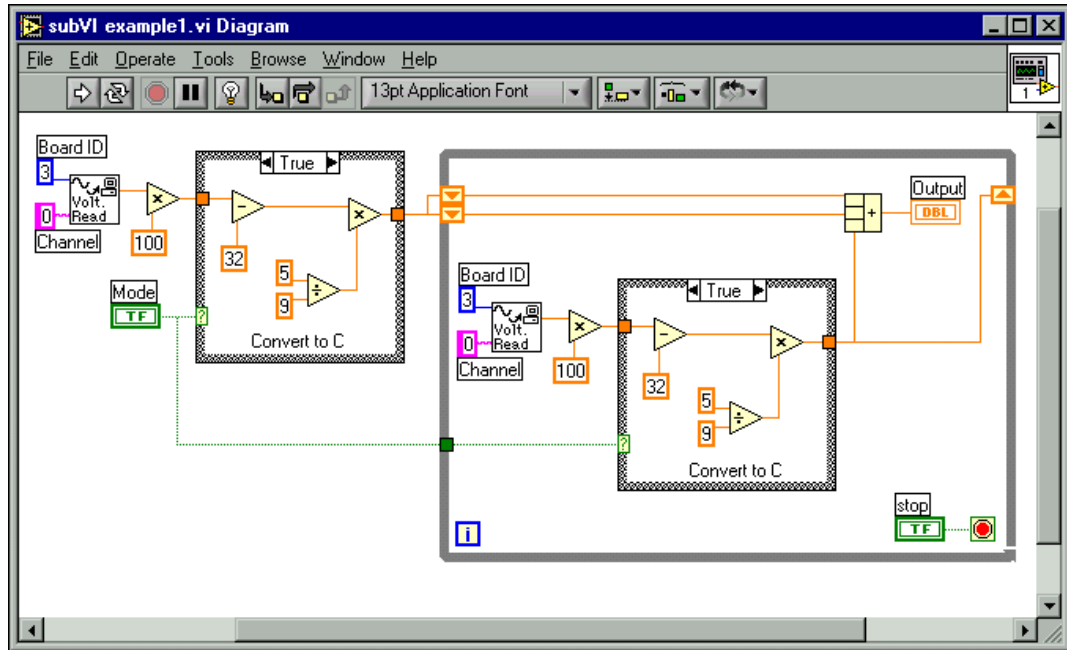 subVI example1.vi Diagram
File Edit Operate Tools Browse Window Help
13pt Application Font
1
Board ID
3
Volt.
Read
0
Channel
100
True
32
5
9
Convert to C
Mode
TF
?
Output
DBL
Board ID
3
Volt.
Read
0
Channel
100
True
32
5
9
Convert to C
?
stop
TF
i